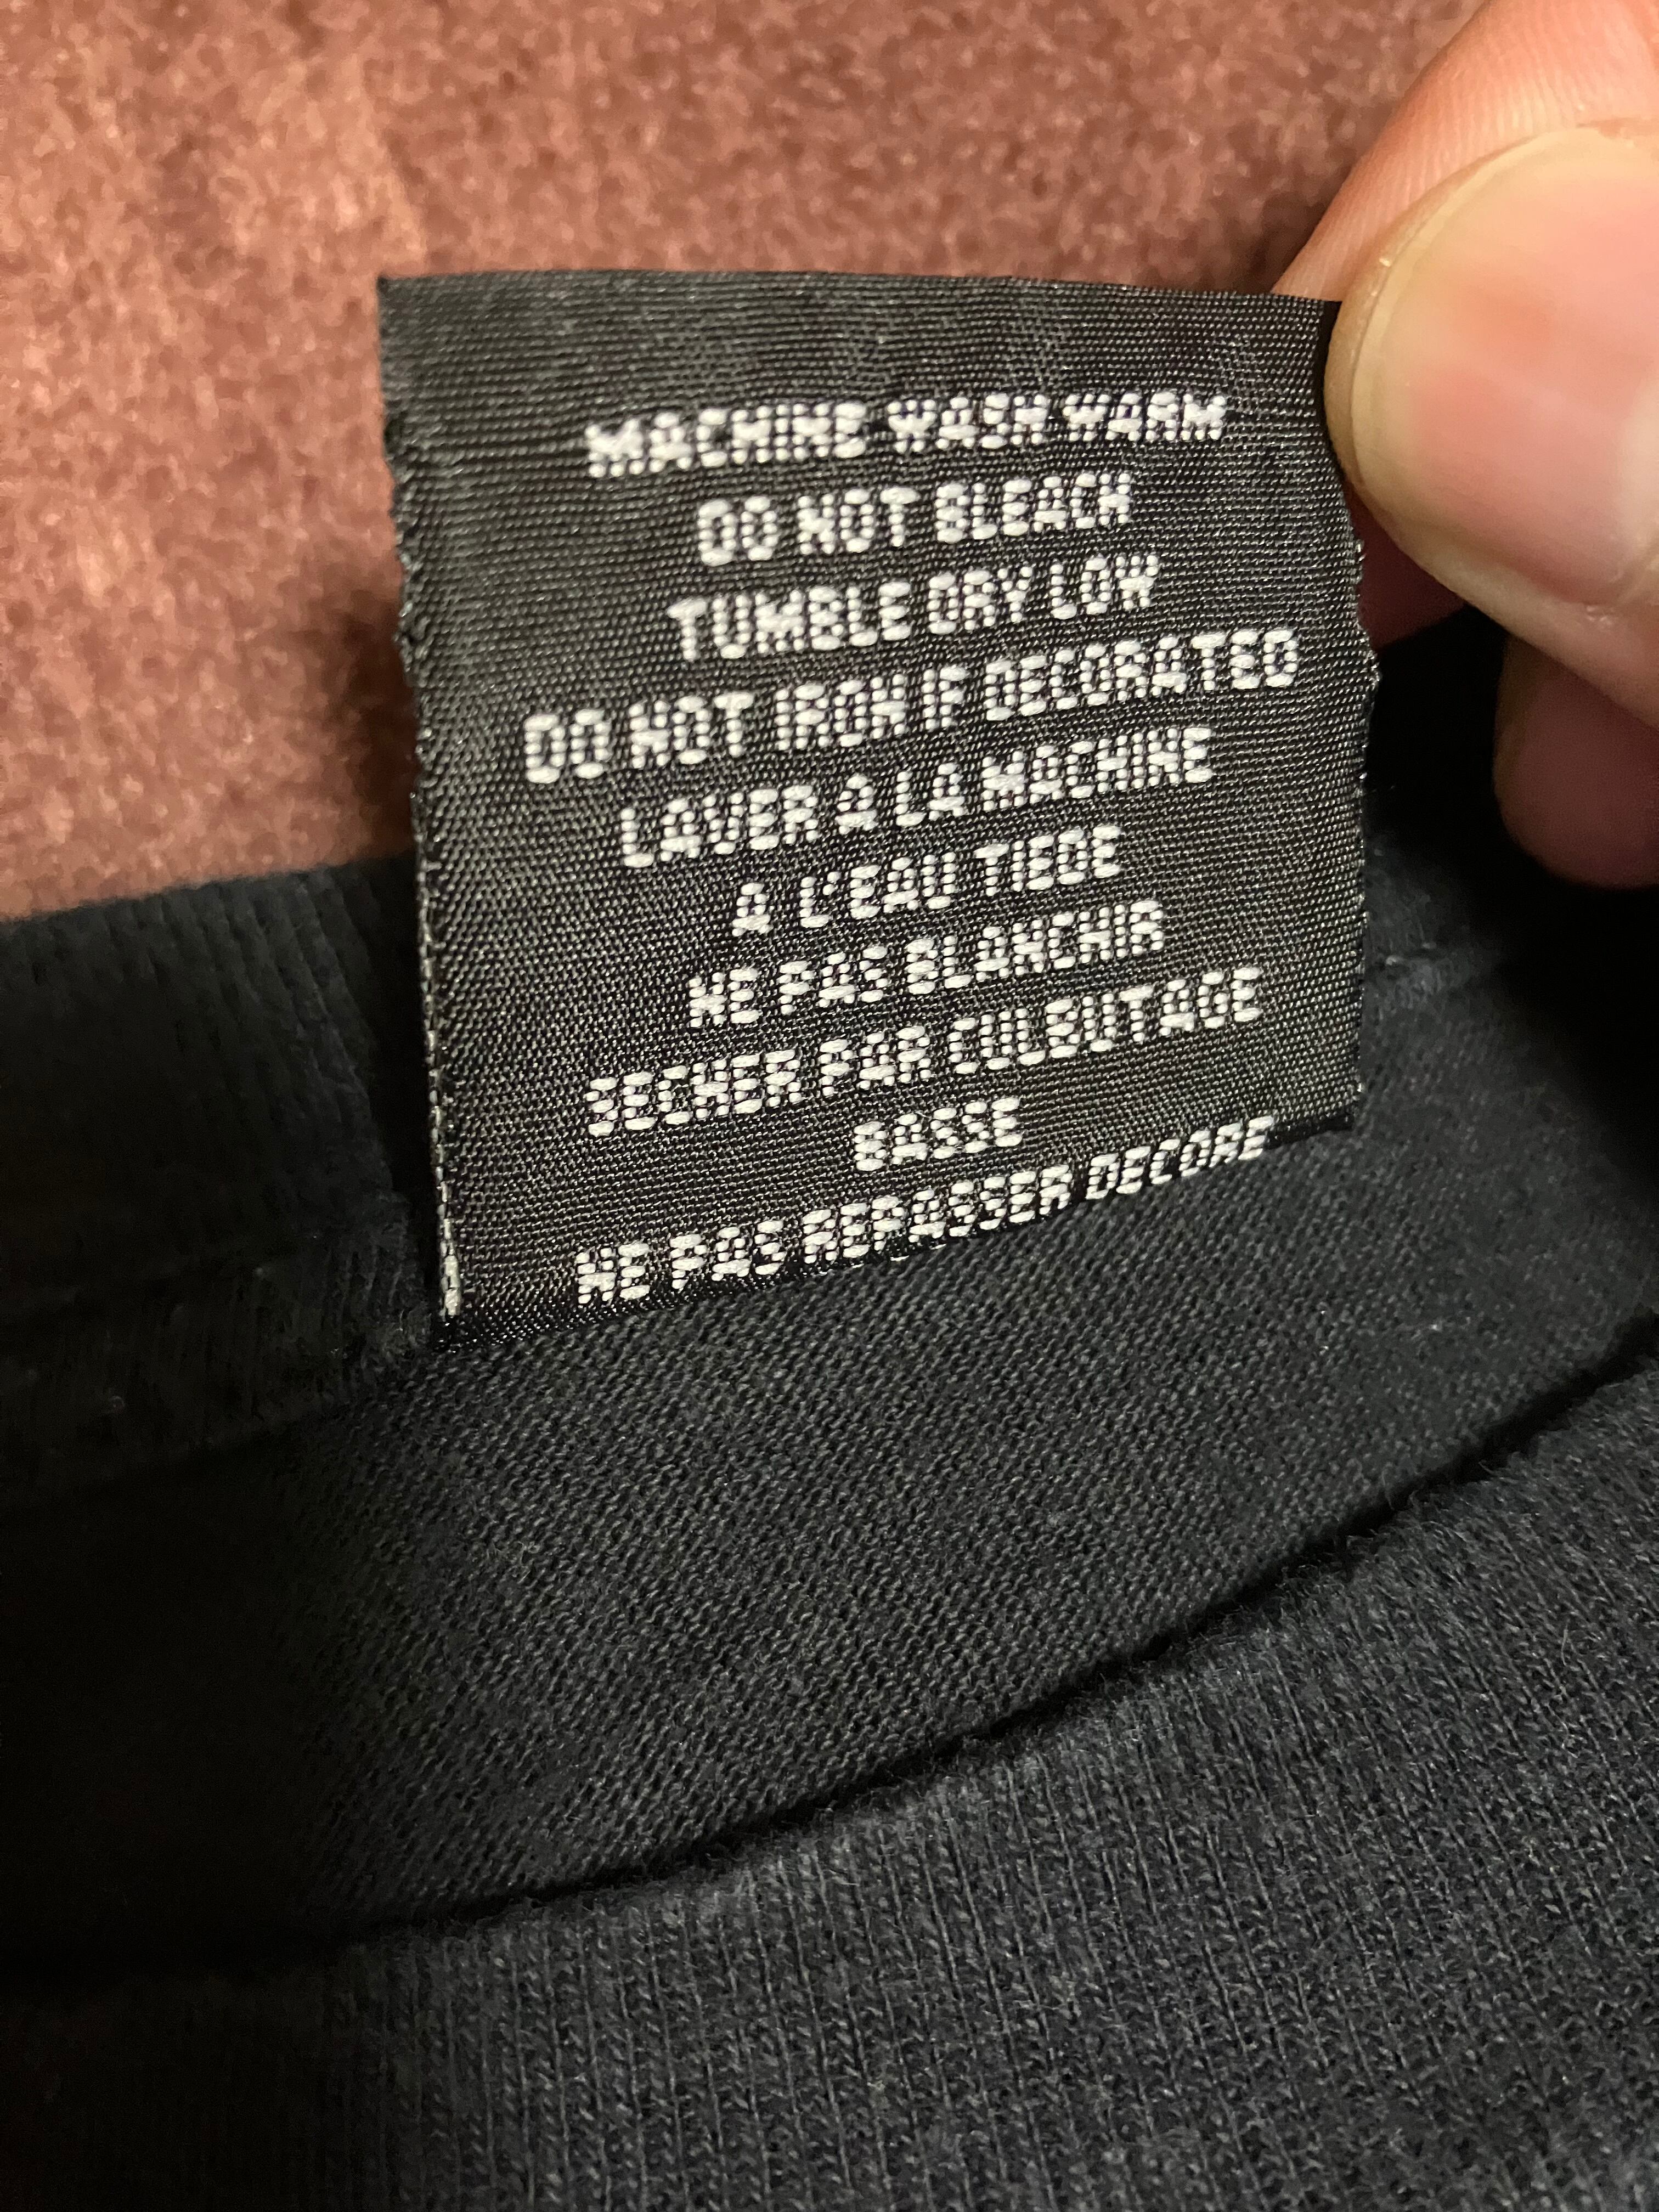 MACHINE WASH WARM
DO NOT BLEACH
TUMBLE DRY LOW
DO NOT IRON IF DECORATED
LAVER A LA MACHINE
A L'EAU TIEDE
NE PAS BLANCHIR
SECHER PAR CULBUTAGE
BASSE
NE PAS REPASSER DECORE